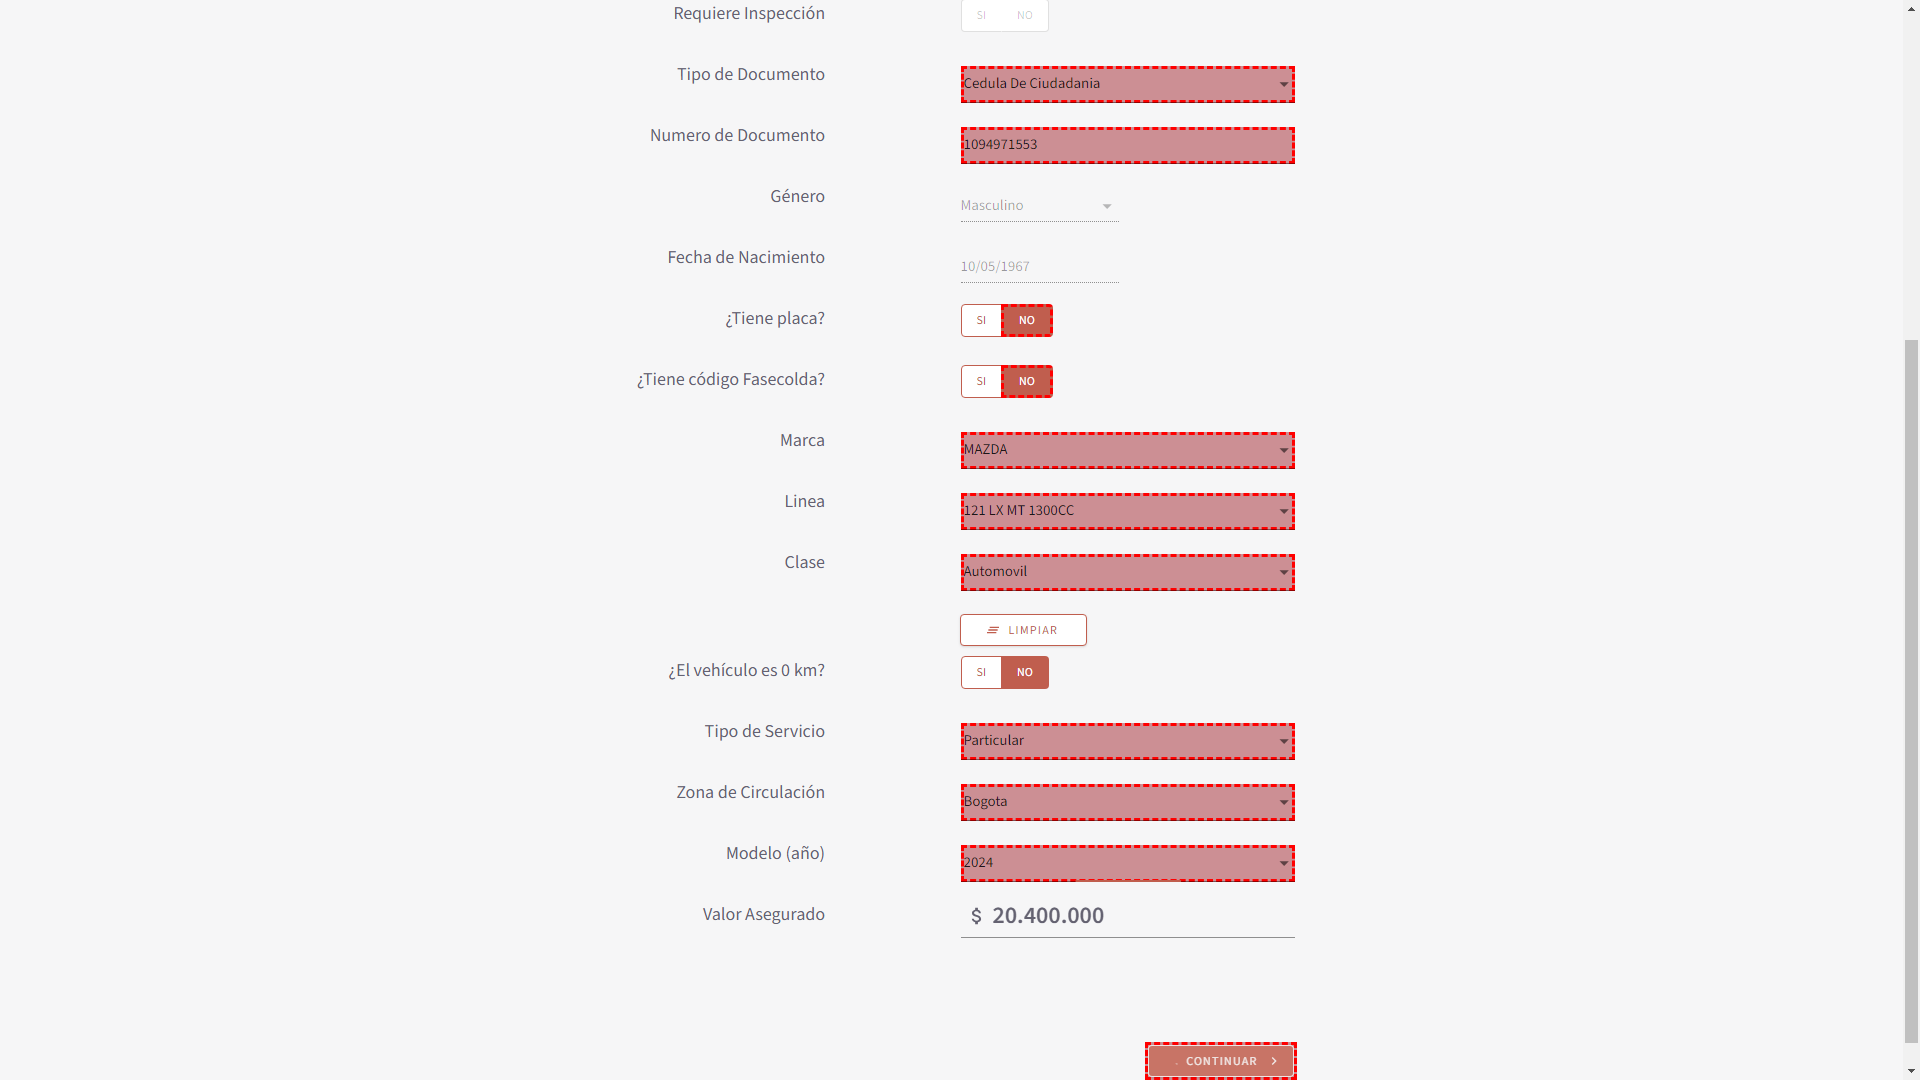 Requiere Inspección SI NO
Tipo de Documento Cedula De Ciudadania
Numero de Documento 1094971553
Género Masculino
Fecha de Nacimiento 10/05/1967
¿Tiene placa? SI NO
¿Tiene código Fasecolda? SI NO
Marca MAZDA
Linea 121 LX MT 1300CC
Clase Automovil
LIMPIAR
¿El vehículo es 0 km? SI NO
Tipo de Servicio Particular
Zona de Circulación Bogota
Modelo (año) 2024
Valor Asegurado $ 20.400.000
CONTINUAR